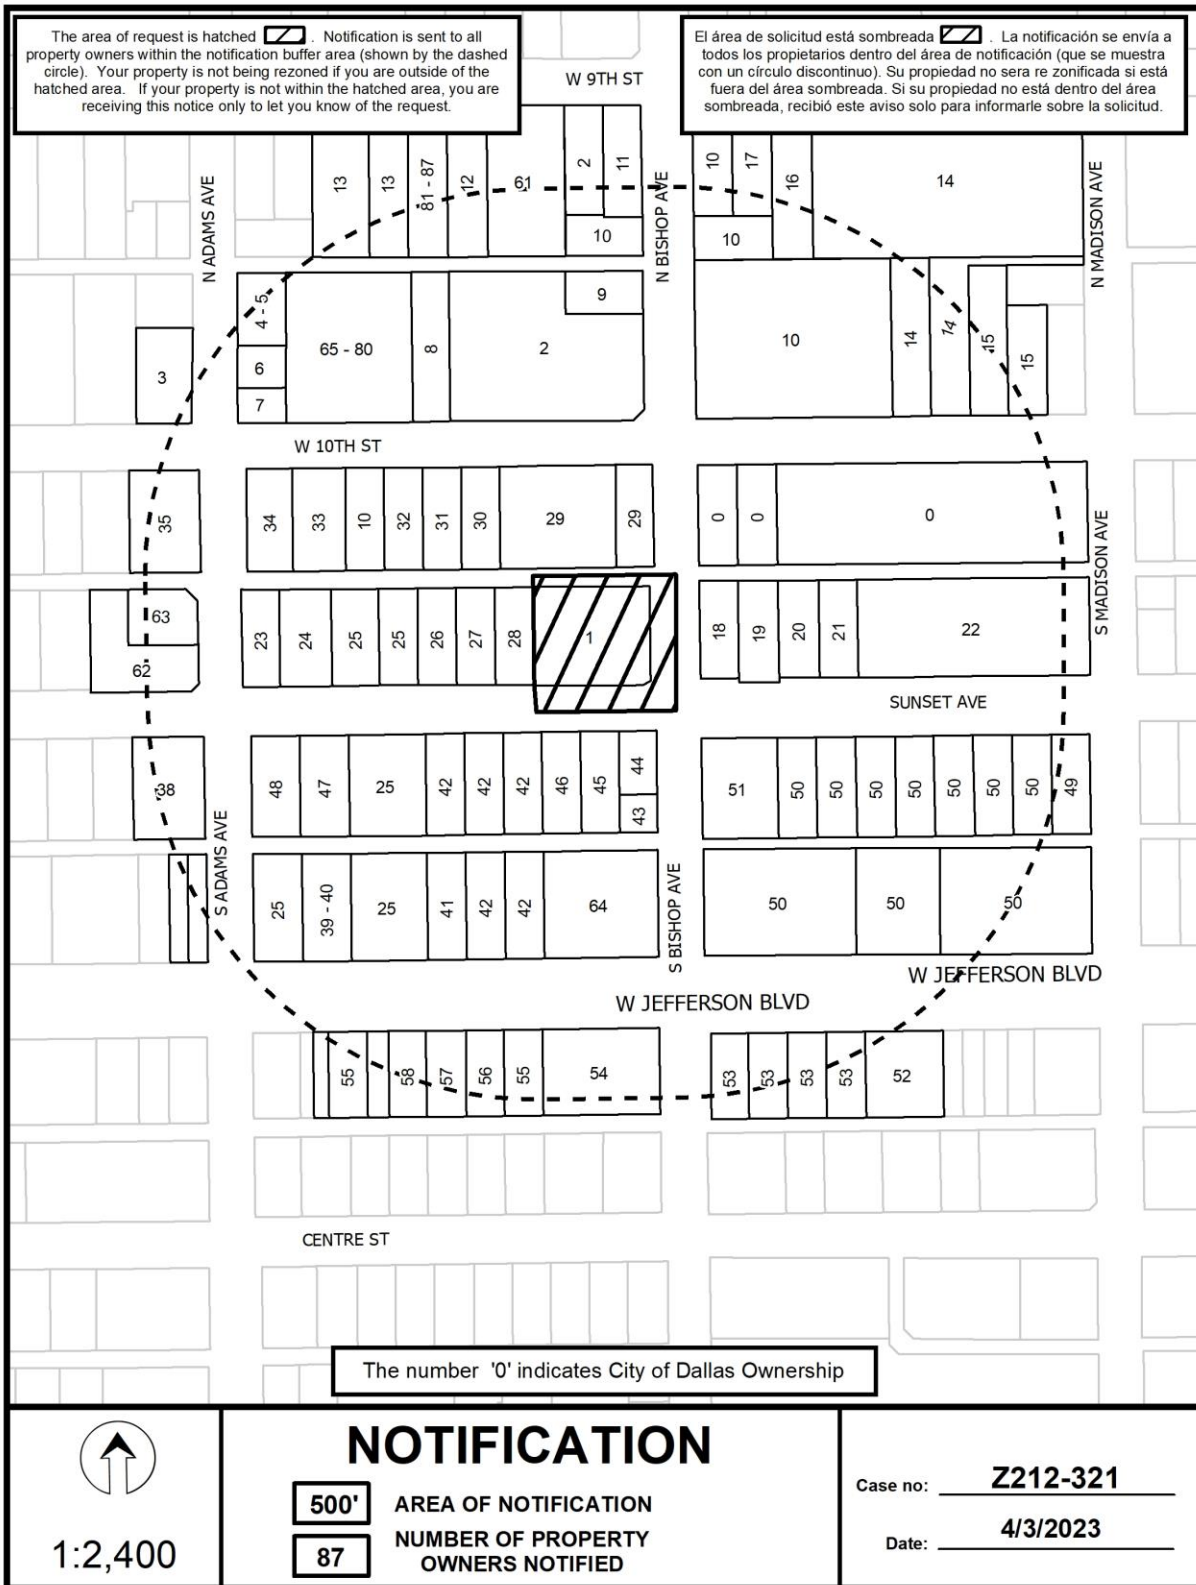 The area of request is hatched . Notification is sent to all
property owners within the notification buffer area (shown by the dashed
circle). Your property is not being rezoned if you are outside of the
hatched area. If your property is not within the hatched area, you are
receiving this notice only to let you know of the request.
El área de solicitud está sombreada . La notificación se envía a
todos los propietarios dentro del área de notificación (que se muestra
con un círculo discontinuo). Su propiedad no sera re zonificada si está
fuera del área sombreada. Si su propiedad no está dentro del área
sombreada, recibió este aviso solo para informarle sobre la solicitud.
W 9TH ST
N ADAMS AVE
13
13
81 - 87
12
61
2
11
10
N BISHOP AVE
10
17
16
14
10
N MADISON AVE
3
4 - 5
6
7
65 - 80
8
2
9
10
14
14
15
15
W 10TH ST
35
34
33
10
32
31
30
29
29
0
0
0
S MADISON AVE
63
62
23
24
25
25
26
27
28
1
18
19
20
21
22
SUNSET AVE
38
48
47
25
42
42
42
46
45
44
43
51
50
50
50
50
50
50
50
49
S ADAMS AVE
25
39 - 40
25
41
42
42
64
S BISHOP AVE
50
50
50
W JEFFERSON BLVD
W JEFFERSON BLVD
55
58
57
56
55
54
53
53
53
53
52
CENTRE ST
The number '0' indicates City of Dallas Ownership
1:2,400
NOTIFICATION
500' AREA OF NOTIFICATION
87 NUMBER OF PROPERTY
OWNERS NOTIFIED
Case no: Z212-321
Date: 4/3/2023